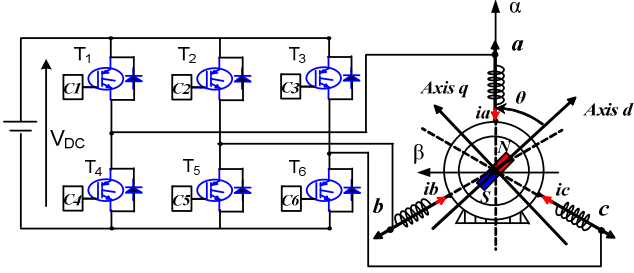 α
a
T1 T2 T3
C1 C2 C3
Axis q θ Axis d
ia
VDC
N
β
T4 T5 T6
S
ib ic
C4 C5 C6
b c